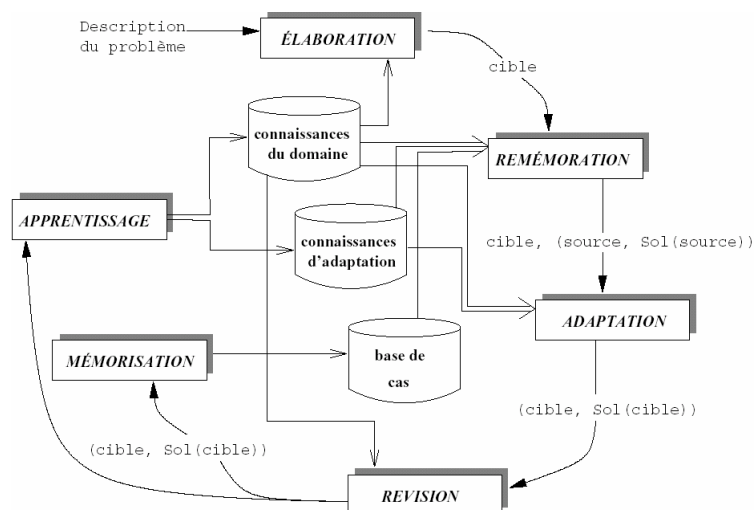 Description
du problème
ÉLABORATION
cible
connaissances
du domaine
REMÉMORATION
APPRENTISSAGE
connaissances
d'adaptation
cible, (source, Sol(source))
ADAPTATION
MÉMORISATION
base de
cas
(cible, Sol(cible))
(cible, Sol(cible))
REVISION